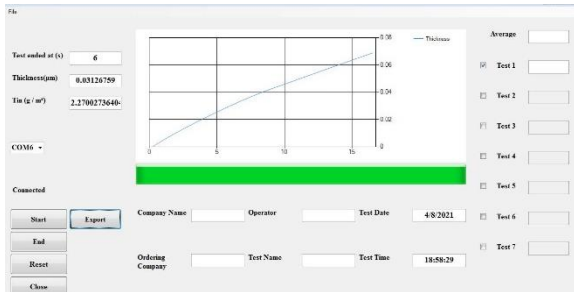 File
Test ended at (s) 6
Thickness(µm) 0.03126759
Tin (g / m²) 2.2700273640
COM6
Connected
Start Export
End
Reset
Close
Thickness
0.08
0.06
0.04
0.02
0
0 5 10 15
Company Name Operator Test Date 4/8/2021
Ordering Company Test Name Test Time 18:58:29
Average
Test 1
Test 2
Test 3
Test 4
Test 5
Test 6
Test 7